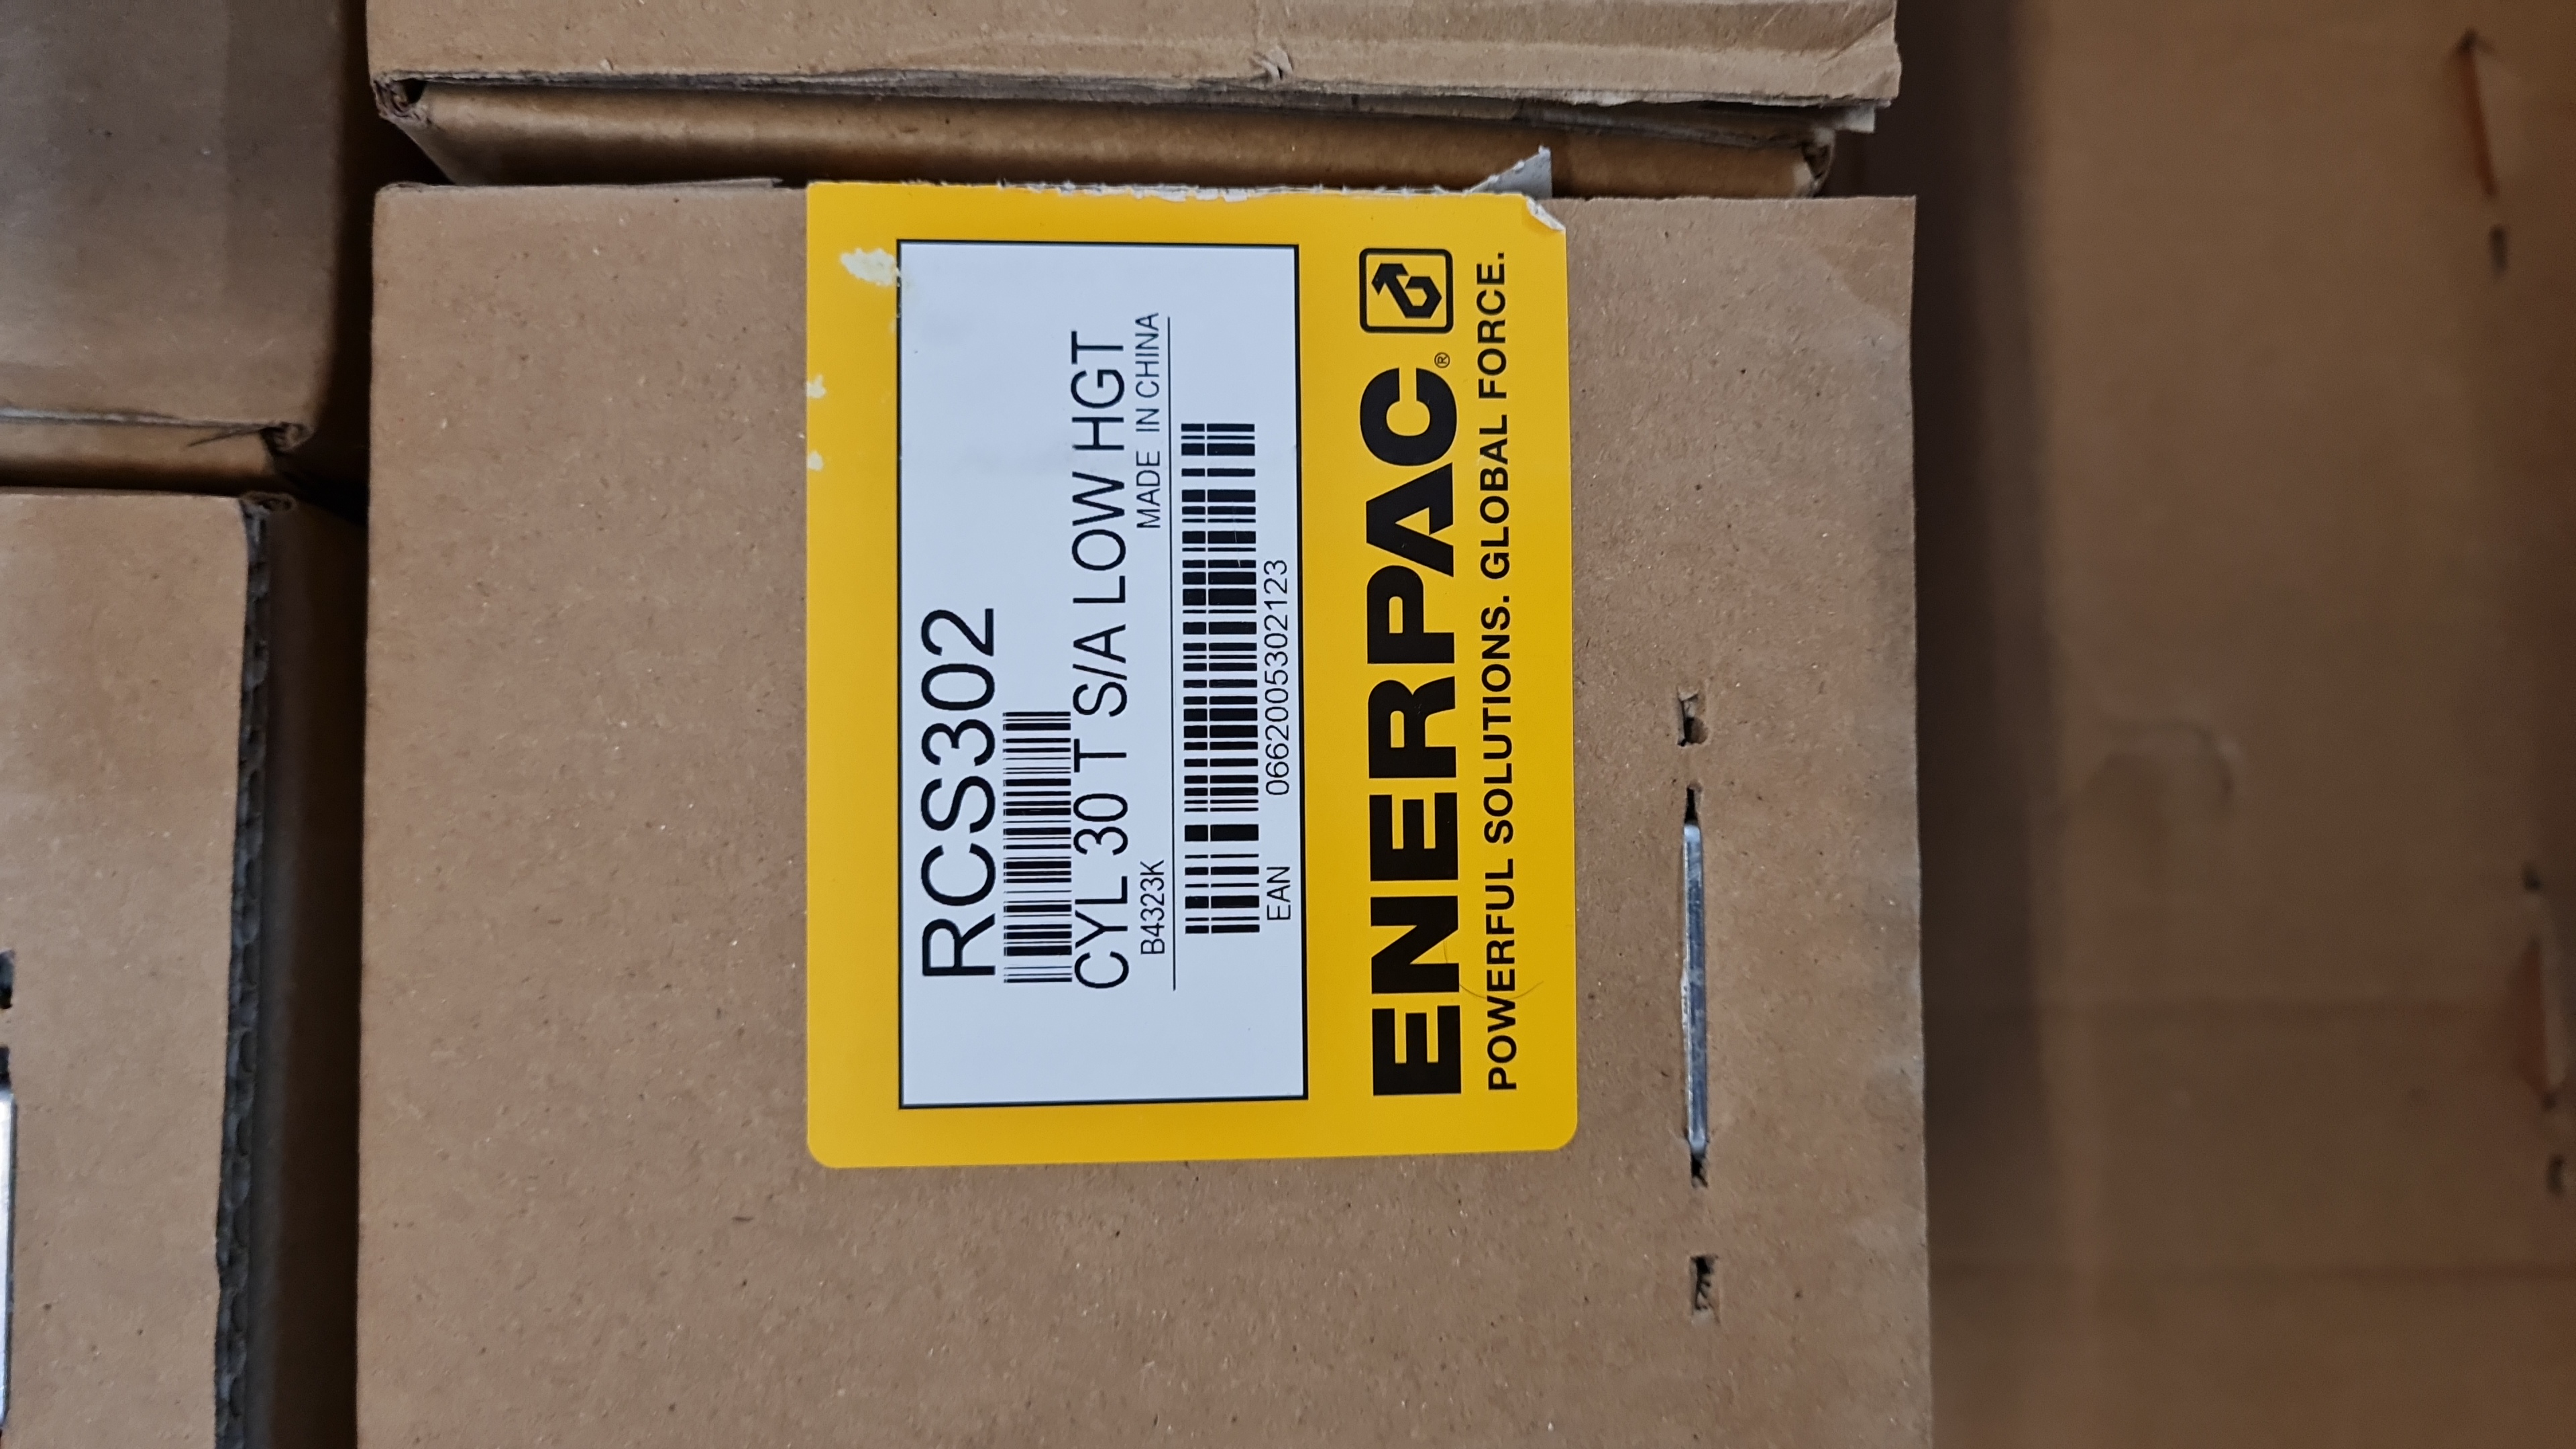 RCS302
CYL 30 T S/A LOW HGT
B4323K MADE IN CHINA
EAN 0662005302123
ENERPAC®
POWERFUL SOLUTIONS. GLOBAL FORCE.